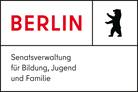 BERLIN
Senatsverwaltung
für Bildung, Jugend
und Familie